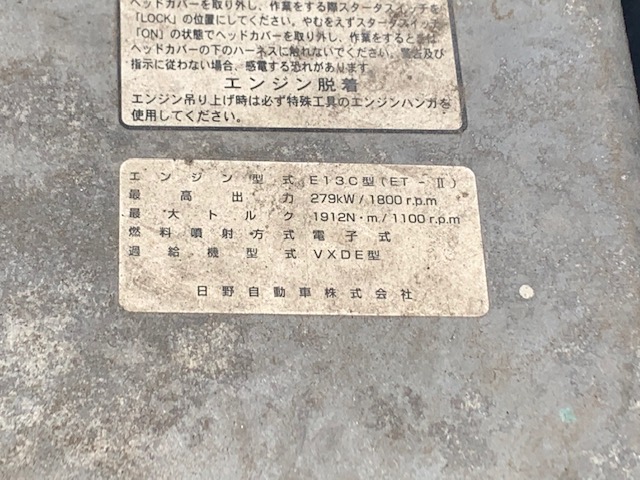 ヘッドカバーを取り外し、作業をする際スタータスイッチを
「LOCK」の位置にしてください。やむをえずスタータスイッチ
「ON」の状態でヘッドカバーを取り外し、作業をするときは
ヘッドカバーの下のハーネスに触れないでください。警告及び
指示に従わない場合、感電する恐れがあります
エンジン脱着
エンジン吊り上げ時は必ず特殊工具のエンジンハンガを
使用してください。
エンジン型式 E13C型(ET-Ⅱ)
最高出力 279kW/1800r.p.m
最大トルク 1912N・m/1100r.p.m
燃料噴射方式 電子式
過給機型式 VXDE型
日野自動車株式会社